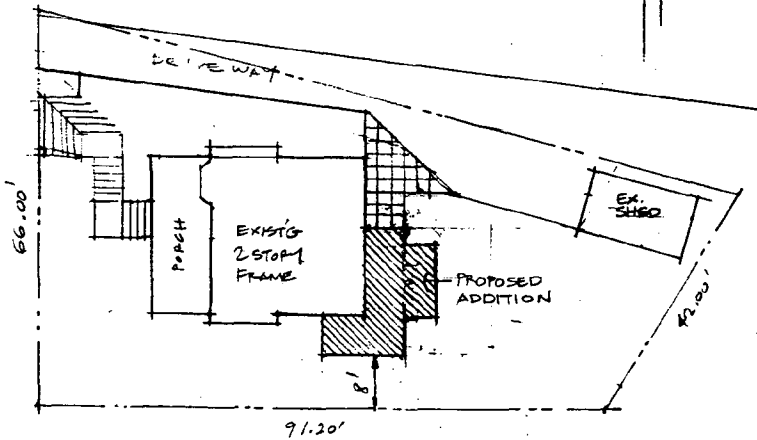 DRIVEWAY
EX.
SHED
66.00'
PORCH
EXIST'G
2 STORY
FRAME
PROPOSED
ADDITION
42.00'
8'
91.20'